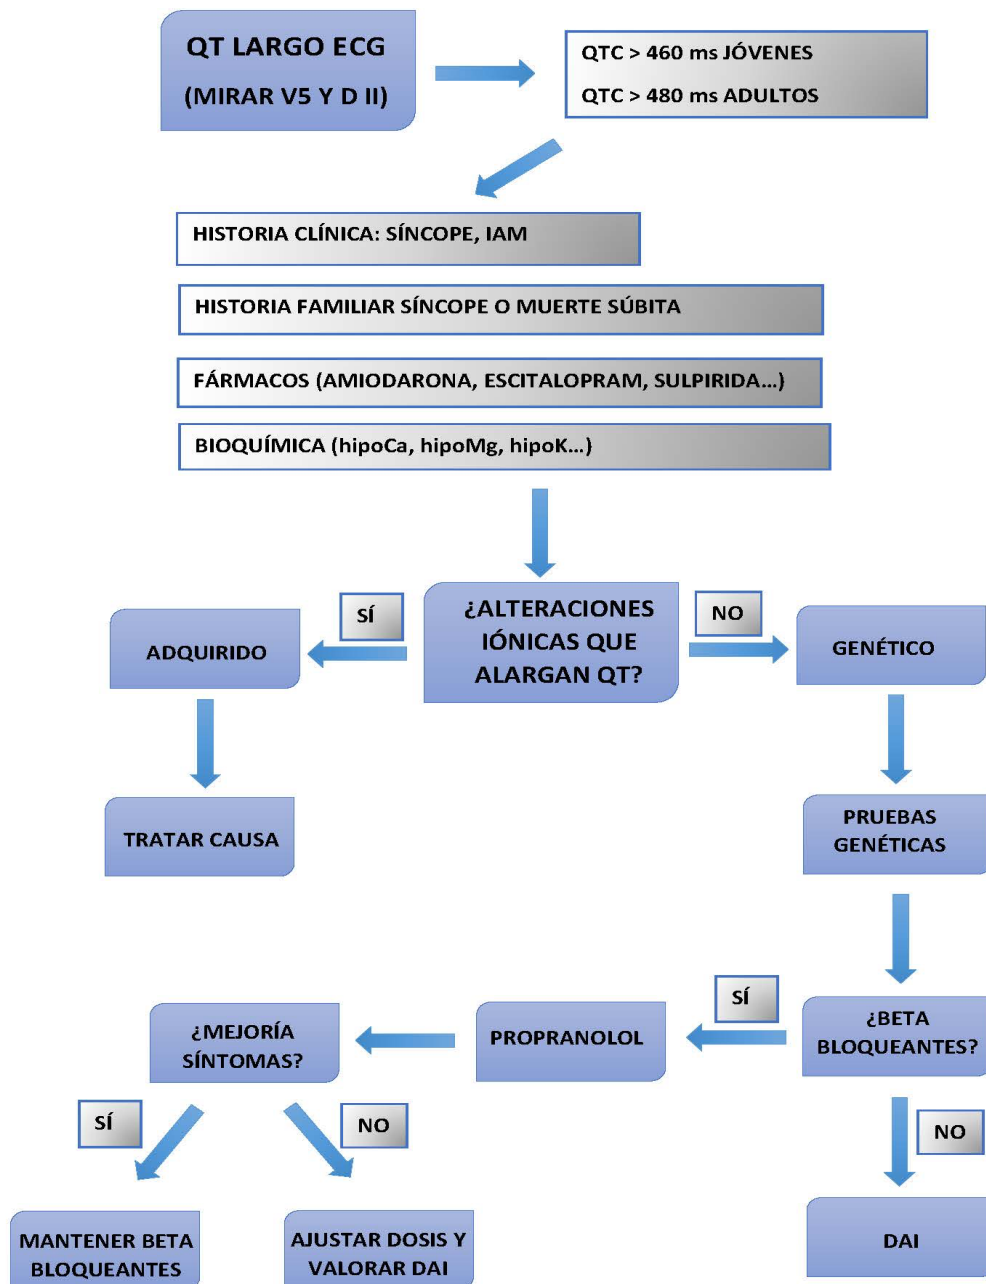 QT LARGO ECG
(MIRAR V5 Y D II)
QTC > 460 ms JÓVENES
QTC > 480 ms ADULTOS
HISTORIA CLÍNICA: SÍNCOPE, IAM
HISTORIA FAMILIAR SÍNCOPE O MUERTE SÚBITA
FÁRMACOS (AMIODARONA, ESCITALOPRAM, SULPIRIDA...)
BIOQUÍMICA (hipoCa, hipoMg, hipoK...)
¿ALTERACIONES
IÓNICAS QUE
ALARGAN QT?
SÍ
NO
ADQUIRIDO
GENÉTICO
TRATAR CAUSA
PRUEBAS
GENÉTICAS
¿BETA
BLOQUEANTES?
SÍ
PROPRANOLOL
¿MEJORÍA
SÍNTOMAS?
SÍ
NO
NO
MANTENER BETA
BLOQUEANTES
AJUSTAR DOSIS Y
VALORAR DAI
DAI